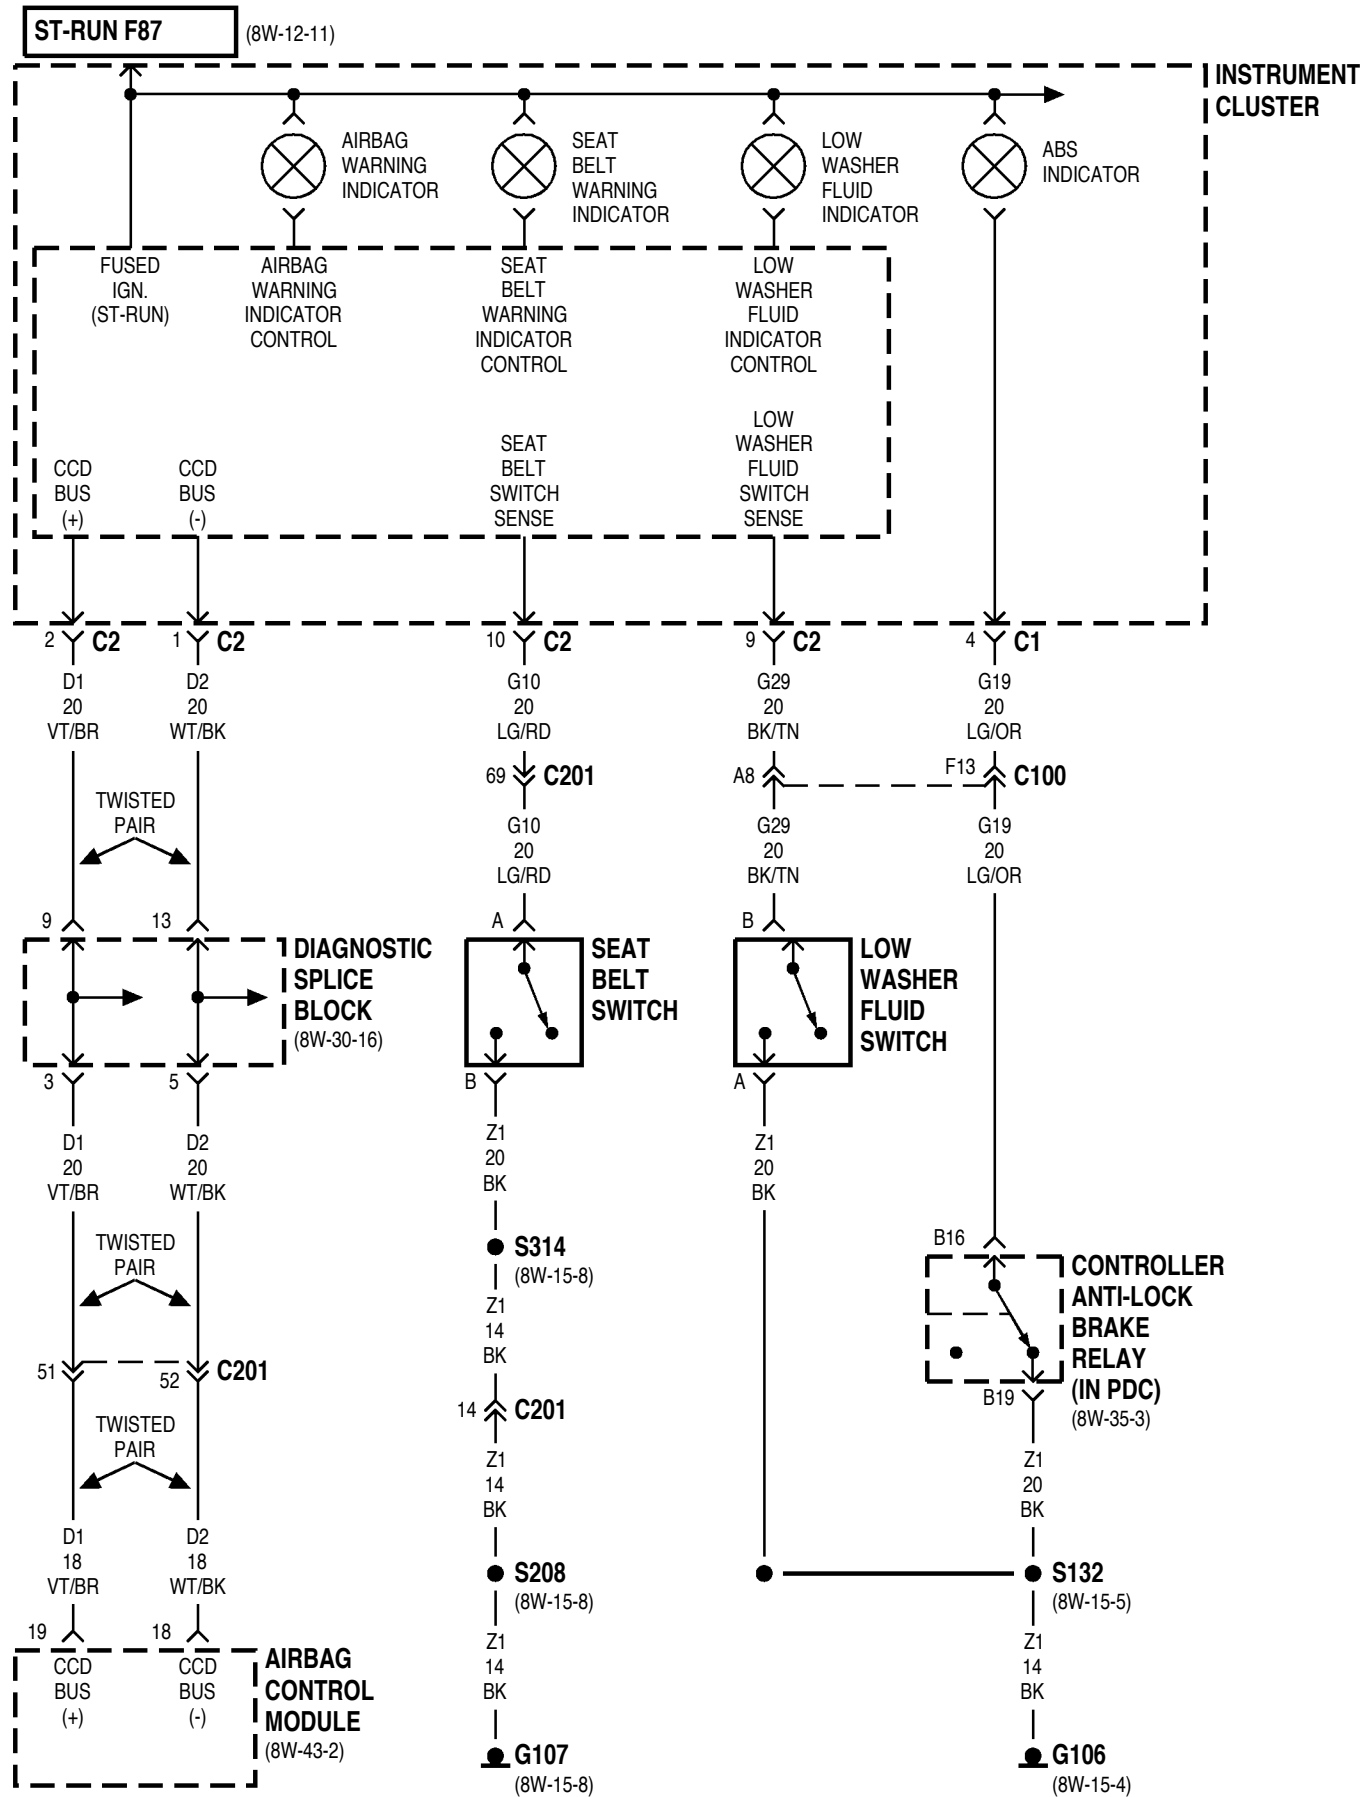 ST-RUN F87
(8W-12-11)
INSTRUMENT
CLUSTER
AIRBAG
WARNING
INDICATOR
SEAT
BELT
WARNING
INDICATOR
LOW
WASHER
FLUID
INDICATOR
ABS
INDICATOR
FUSED
IGN.
(ST-RUN)
AIRBAG
WARNING
INDICATOR
CONTROL
SEAT
BELT
WARNING
INDICATOR
CONTROL
LOW
WASHER
FLUID
INDICATOR
CONTROL
CCD
BUS
(+)
CCD
BUS
(-)
SEAT
BELT
SWITCH
SENSE
LOW
WASHER
FLUID
SWITCH
SENSE
2 C2
1 C2
10 C2
9 C2
4 C1
D1
20
VT/BR
D2
20
WT/BK
G10
20
LG/RD
G29
20
BK/TN
G19
20
LG/OR
69 C201
A8
F13 C100
TWISTED
PAIR
G10
20
LG/RD
G29
20
BK/TN
G19
20
LG/OR
9
13
A
B
DIAGNOSTIC
SPLICE
BLOCK
(8W-30-16)
SEAT
BELT
SWITCH
LOW
WASHER
FLUID
SWITCH
3
5
B
A
D1
20
VT/BR
D2
20
WT/BK
Z1
20
BK
Z1
20
BK
TWISTED
PAIR
S314
(8W-15-8)
B16
CONTROLLER
ANTI-LOCK
BRAKE
RELAY
(IN PDC)
(8W-35-3)
Z1
14
BK
51
52 C201
14 C201
B19
TWISTED
PAIR
Z1
14
BK
Z1
20
BK
D1
18
VT/BR
D2
18
WT/BK
S208
(8W-15-8)
S132
(8W-15-5)
19
18
CCD
BUS
(+)
CCD
BUS
(-)
AIRBAG
CONTROL
MODULE
(8W-43-2)
Z1
14
BK
Z1
14
BK
G107
(8W-15-8)
G106
(8W-15-4)